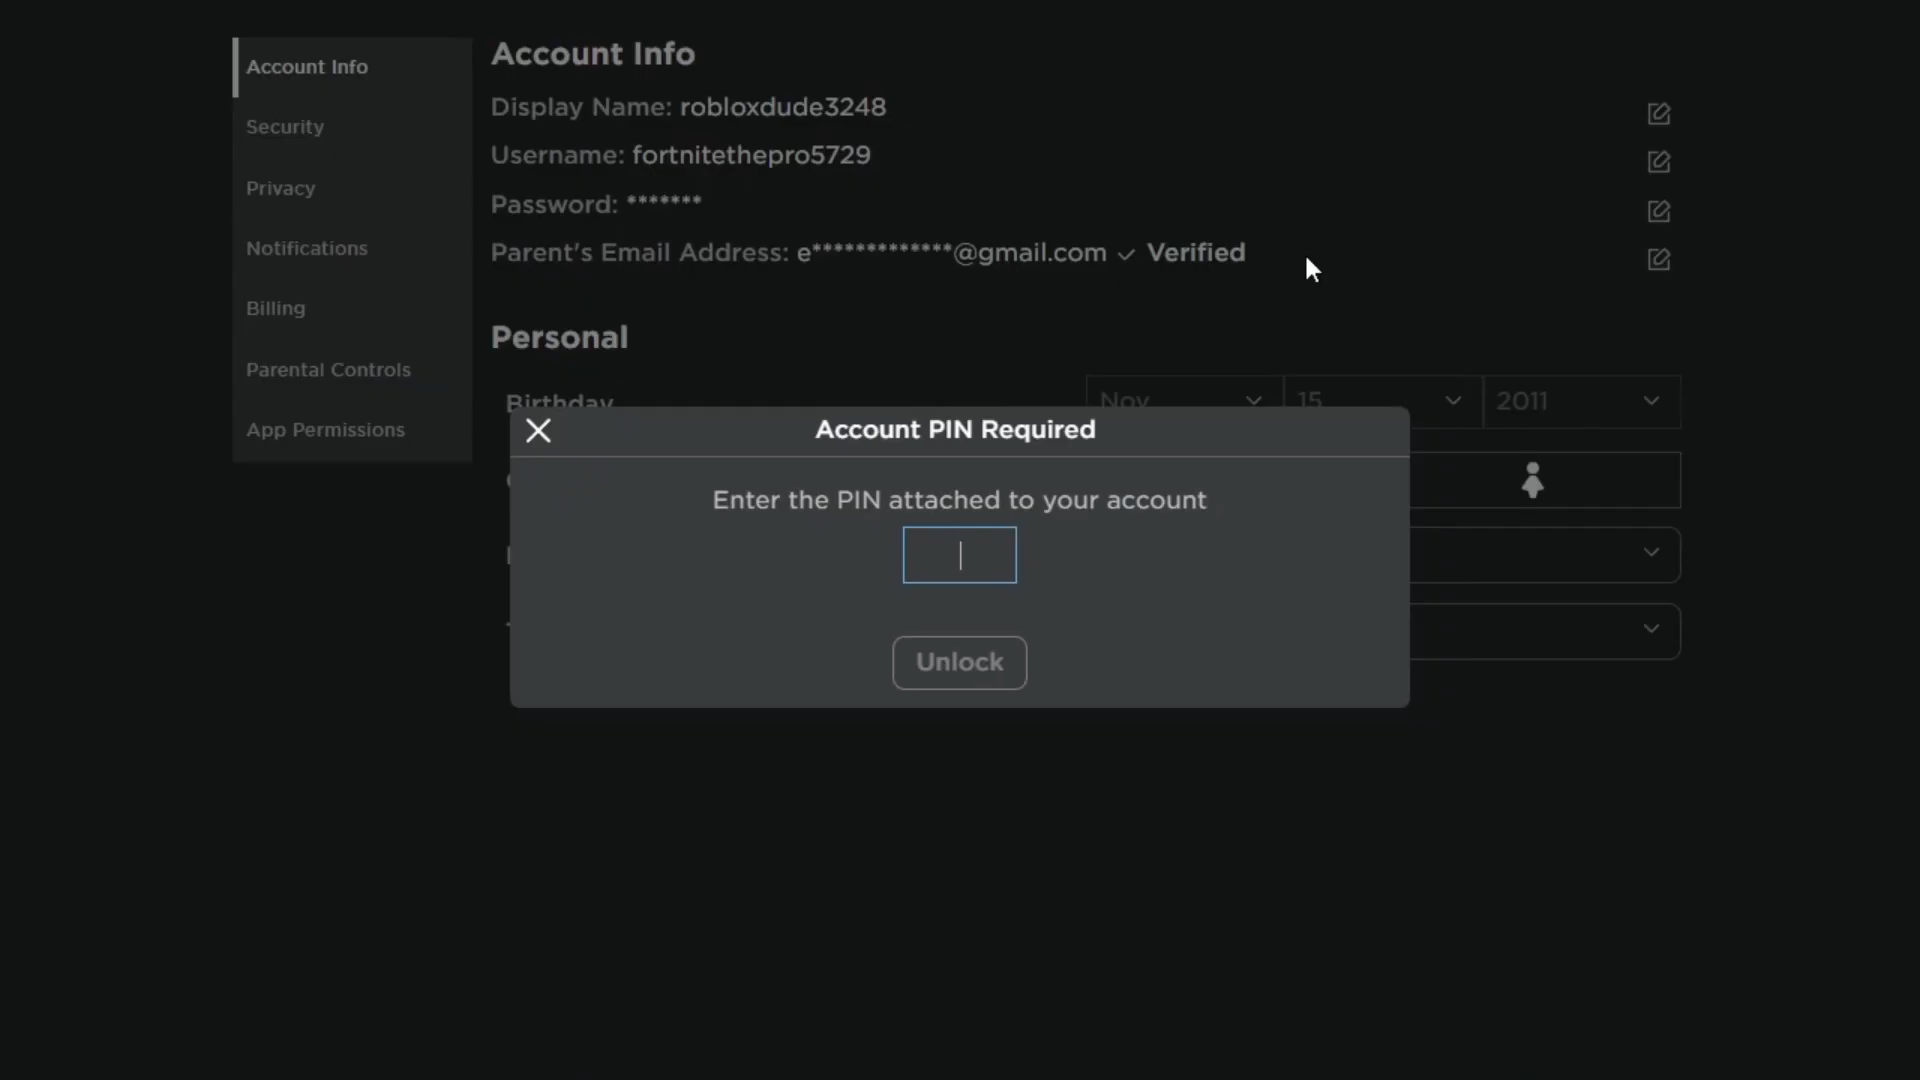 Account Info
Security
Privacy
Notifications
Billing
Parental Controls
App Permissions
Account Info
Display Name: robloxdude3248
Username: fortnitethepro5729
Password: *******
Parent's Email Address: e*************@gmail.com ✓ Verified
Personal
Birthday Nov 15 2011
Account PIN Required
Enter the PIN attached to your account
Unlock